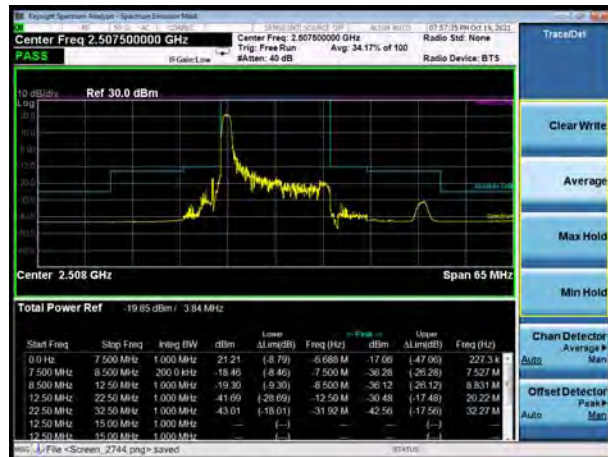 Keysight Spectrum Analyzer - Spectrum Emission Mask
07:57:35 PM Oct 19, 2021
Center Freq 2.507500000 GHz
Center Freq: 2.507500000 GHz
Radio Std: None
Trace/Det
PASS
IFGain:Low
Trig: Free Run
Avg: 34.17% of 100
#Atten: 40 dB
Radio Device: BTS
10 dB/div
Ref 30.0 dBm
Log
Clear Write
Average
Max Hold
Min Hold
Center 2.508 GHz
Span 65 MHz
Total Power Ref -19.85 dBm / 3.84 MHz
Lower <- Peak -> Upper
Start Freq Stop Freq Integ BW dBm ΔLim(dB) Freq (Hz) dBm ΔLim(dB) Freq (Hz)
0.0 Hz 7.500 MHz 1.000 MHz 21.21 (-8.79) -6.688 M -17.06 (-47.06) 227.3 k
7.500 MHz 8.500 MHz 200.0 kHz -18.46 (-8.46) -7.500 M -36.28 (-26.28) 7.527 M
8.500 MHz 12.50 MHz 1.000 MHz -19.30 (-9.30) -8.500 M -36.12 (-26.12) 8.831 M
12.50 MHz 22.50 MHz 1.000 MHz -41.69 (-28.69) -12.50 M -30.48 (-17.48) 20.22 M
22.50 MHz 32.50 MHz 1.000 MHz -43.01 (-18.01) -31.92 M -42.56 (-17.56) 32.27 M
12.50 MHz 15.00 MHz 1.000 MHz — (—) — — (—) —
12.50 MHz 15.00 MHz 1.000 MHz — (—) — — (—) —
Chan Detector
Average
Auto Man
Offset Detector
Peak
Auto Man
MSG File <Screen_2744.png> saved
STATUS